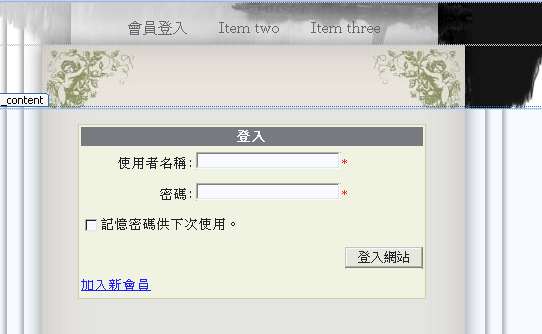 會員登入 Item two Item three
_content
登入
使用者名稱: *
密碼: *
記憶密碼供下次使用。
登入網站
加入新會員